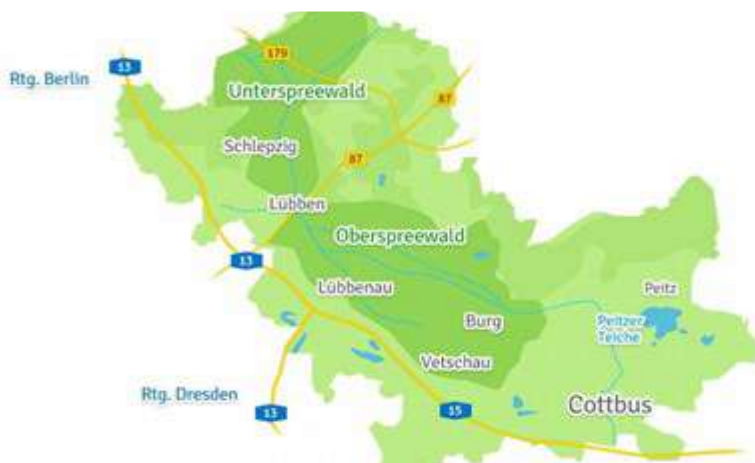 179
13
Rtg. Berlin
Unterspreewald
87
Schlepzig
87
Lübben
Oberspreewald
13
Lübbenau
Peitz
Burg
Peitzer
Teiche
Vetschau
Rtg. Dresden
13
15
Cottbus